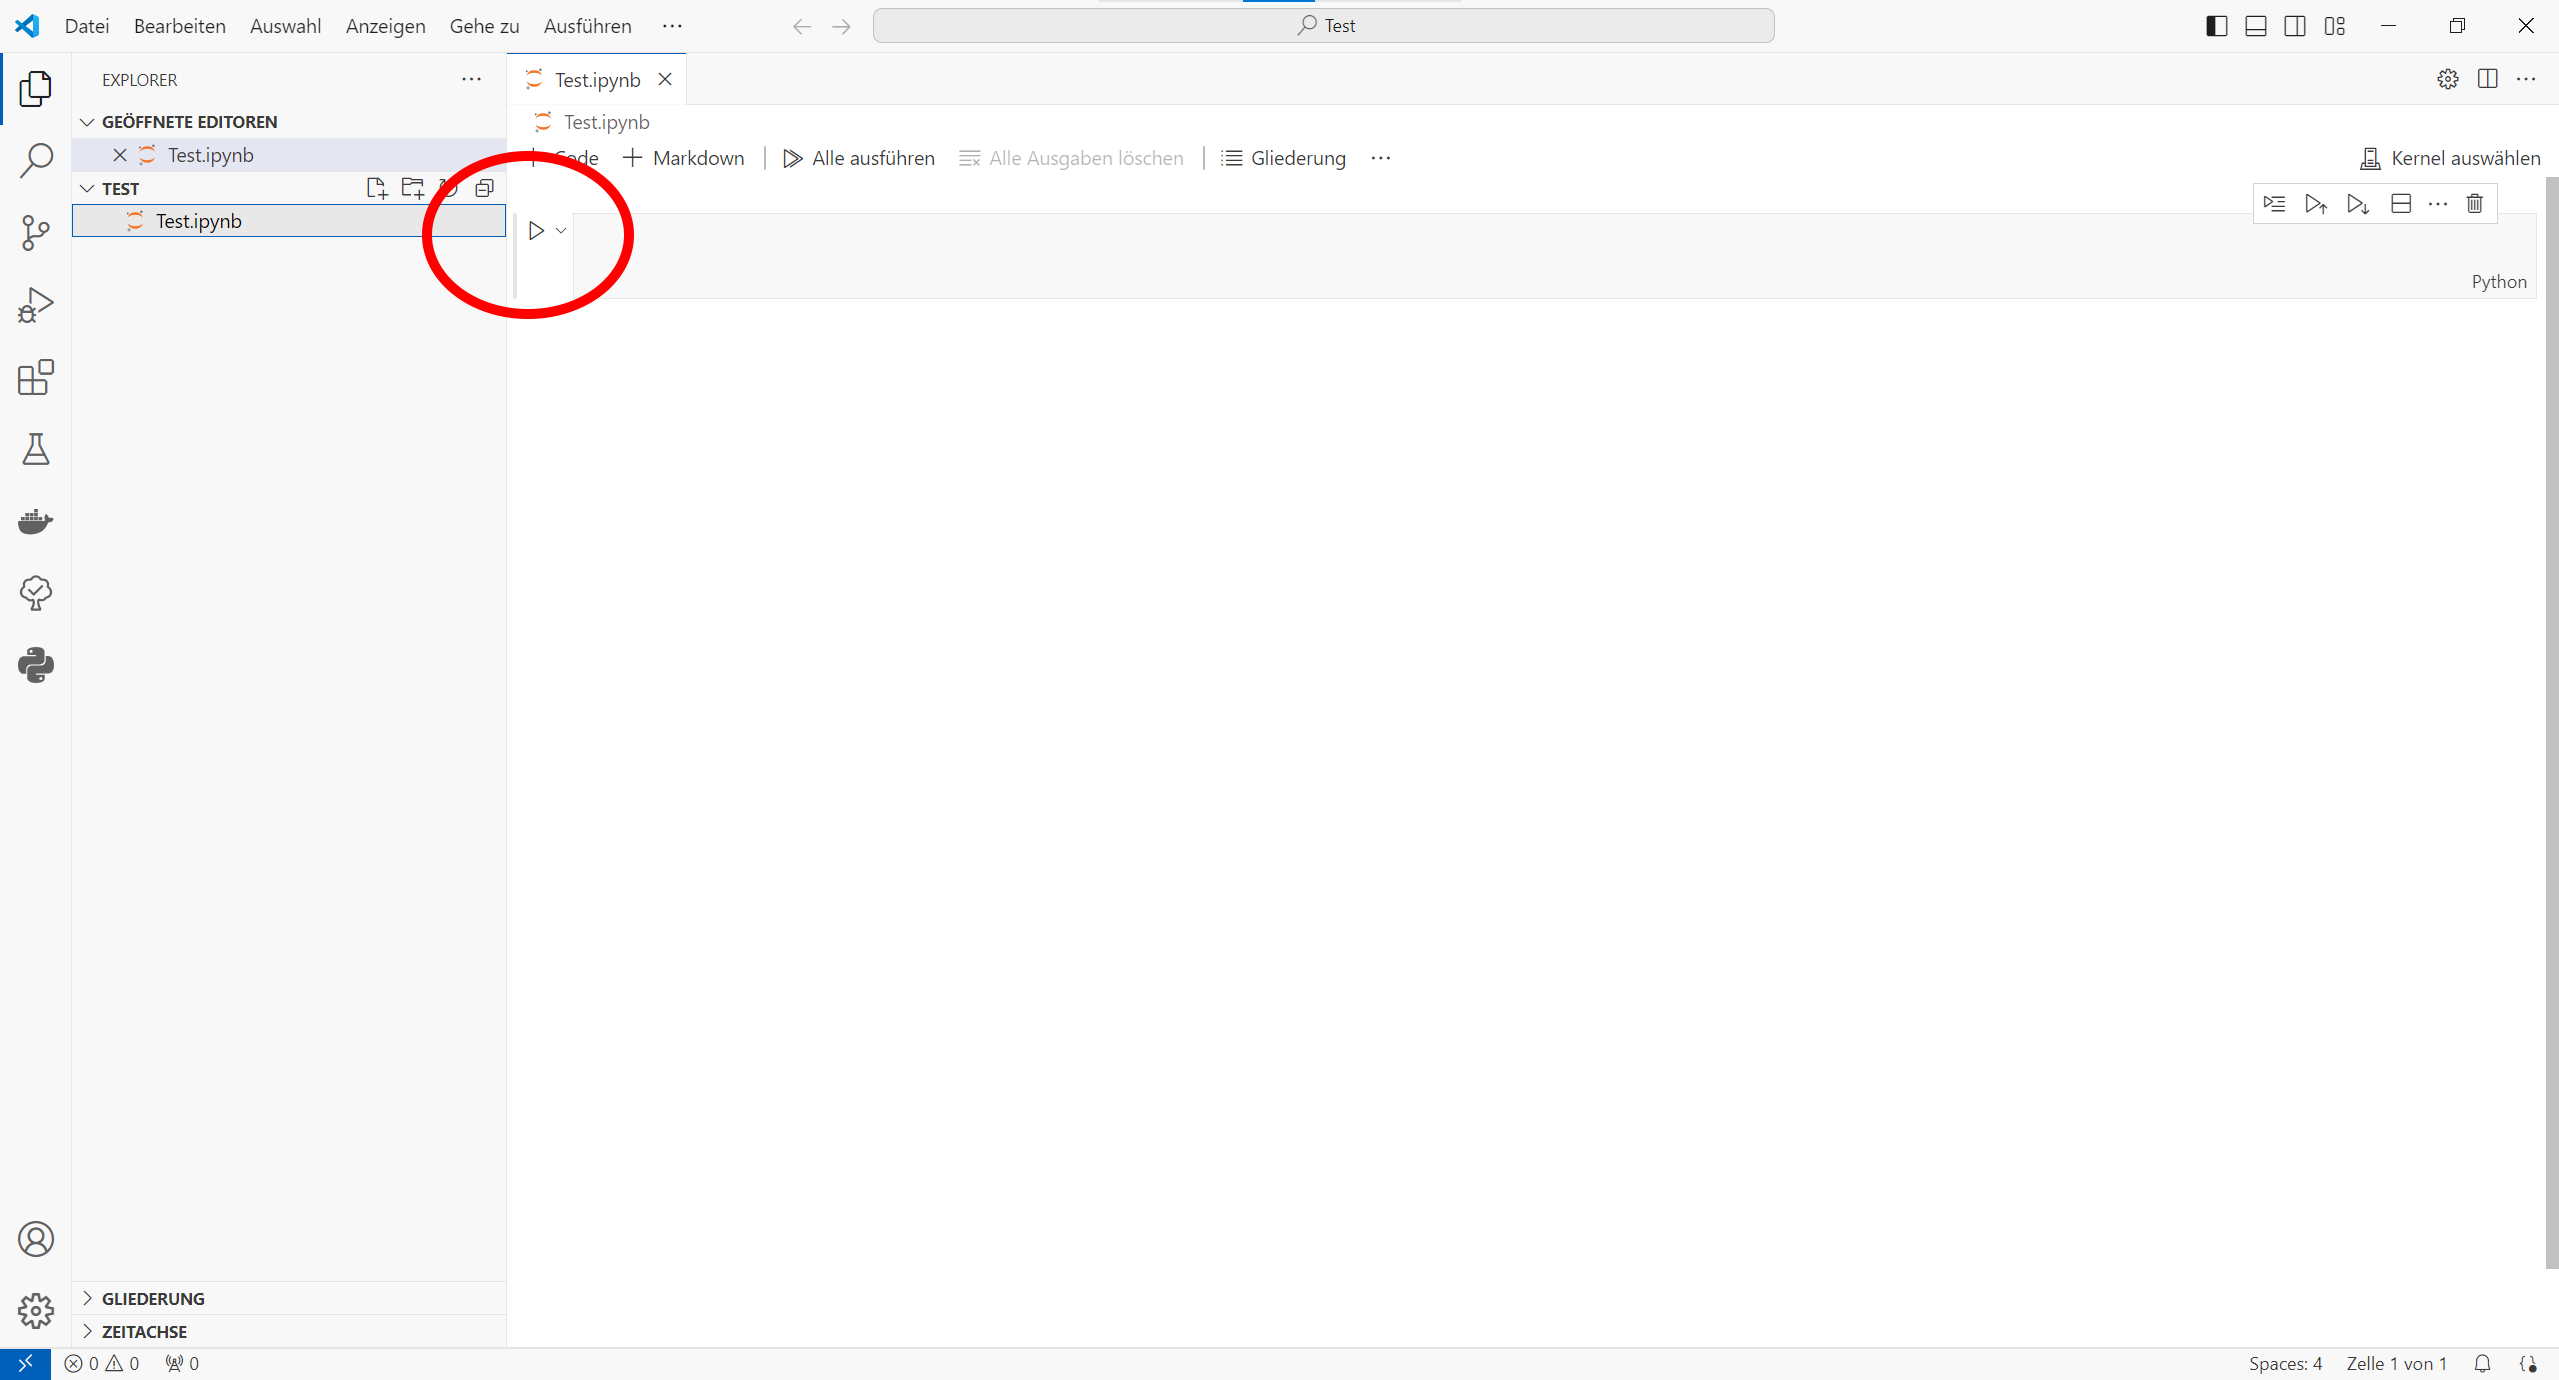 Datei Bearbeiten Auswahl Anzeigen Gehe zu Ausführen ··· Test
EXPLORER ···
Test.ipynb
GEÖFFNETE EDITOREN
Test.ipynb
TEST
Test.ipynb
Test.ipynb
Code Markdown Alle ausführen Alle Ausgaben löschen Gliederung ··· Kernel auswählen
Python
GLIEDERUNG
ZEITACHSE
0 0 0 Spaces: 4 Zelle 1 von 1